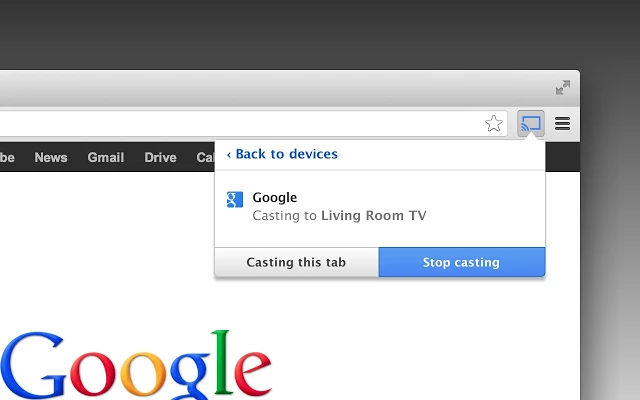 be News Gmail Drive Cal
‹ Back to devices
Google
Casting to Living Room TV
Casting this tab
Stop casting
Google